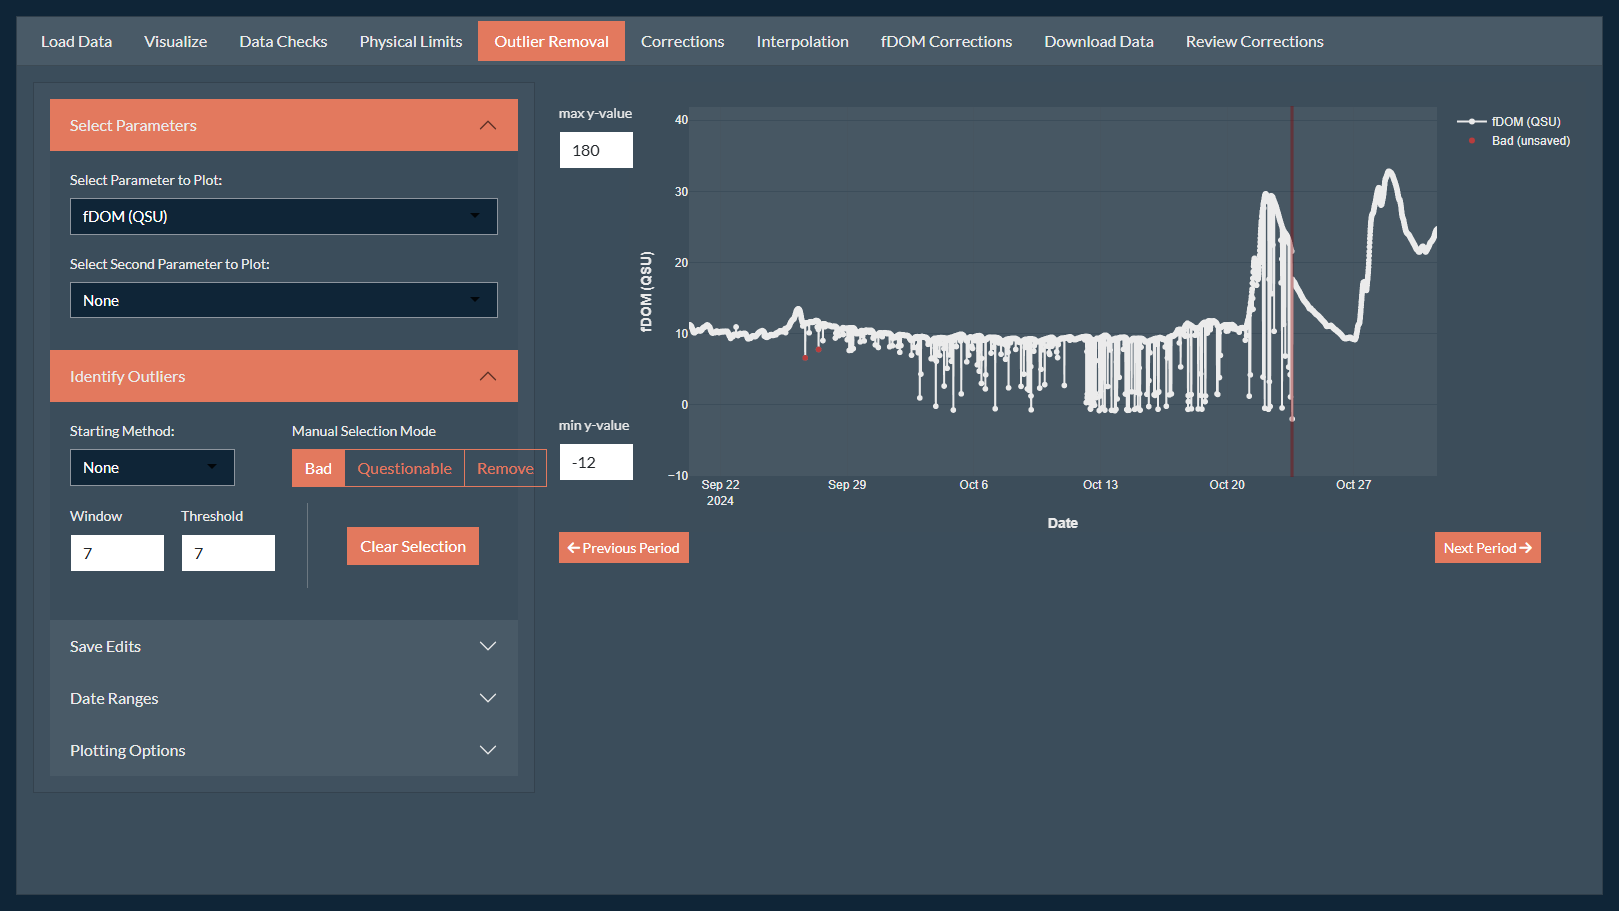 Load Data Visualize Data Checks Physical Limits Outlier Removal Corrections Interpolation fDOM Corrections Download Data Review Corrections
Select Parameters
Select Parameter to Plot:
fDOM (QSU)
Select Second Parameter to Plot:
None
Identify Outliers
Starting Method:
None
Manual Selection Mode
Bad Questionable Remove
Window
7
Threshold
7
Clear Selection
Save Edits
Date Ranges
Plotting Options
max y-value
180
min y-value
-12
fDOM (QSU)
40
30
20
10
0
−10
Sep 22
2024
Sep 29
Oct 6
Oct 13
Oct 20
Oct 27
Date
fDOM (QSU)
Bad (unsaved)
Previous Period
Next Period